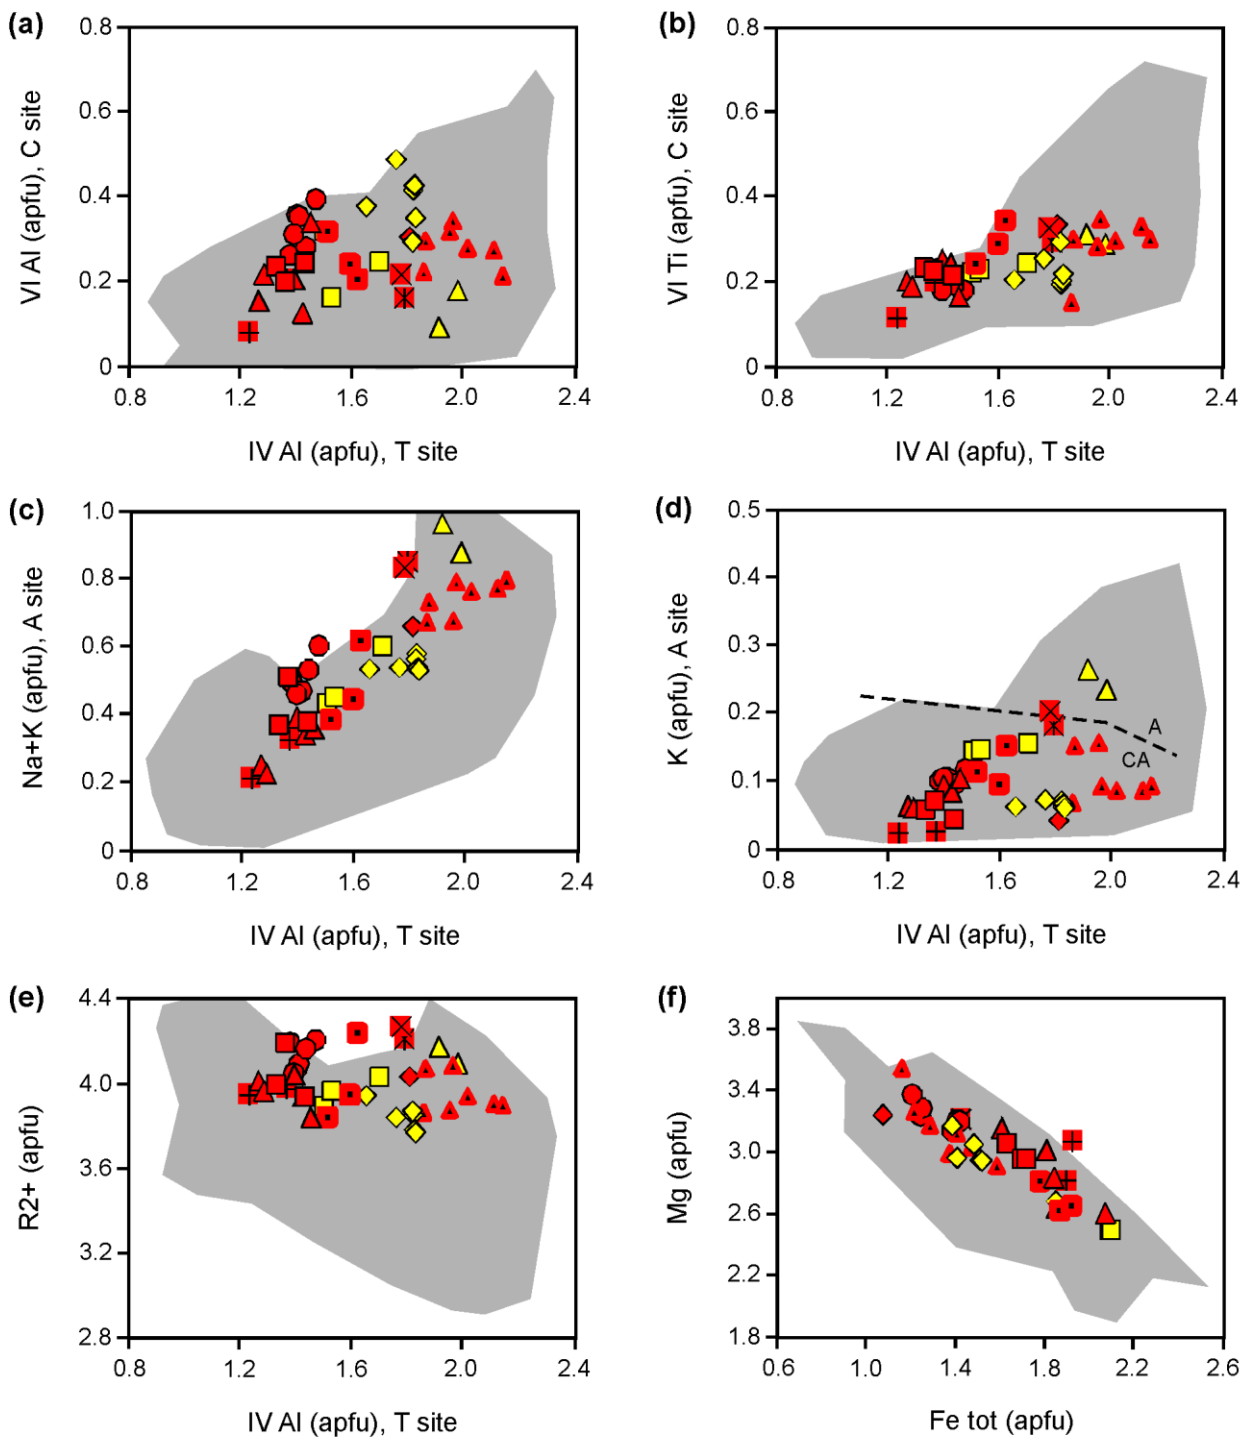 (a)
0.8
0.6
0.4
0.2
0
VI Al (apfu), C site
0.8 1.2 1.6 2.0 2.4
IV Al (apfu), T site
(b)
0.8
0.6
0.4
0.2
0
VI Ti (apfu), C site
0.8 1.2 1.6 2.0 2.4
IV Al (apfu), T site
(c)
1.0
0.8
0.6
0.4
0.2
0
Na+K (apfu), A site
0.8 1.2 1.6 2.0 2.4
IV Al (apfu), T site
(d)
0.5
0.4
0.3
0.2
0.1
0
K (apfu), A site
A
CA
0.8 1.2 1.6 2.0 2.4
IV Al (apfu), T site
(e)
4.4
4.0
3.6
3.2
2.8
R2+ (apfu)
0.8 1.2 1.6 2.0 2.4
IV Al (apfu), T site
(f)
3.8
3.4
3.0
2.6
2.2
1.8
Mg (apfu)
0.6 1.0 1.4 1.8 2.2 2.6
Fe tot (apfu)